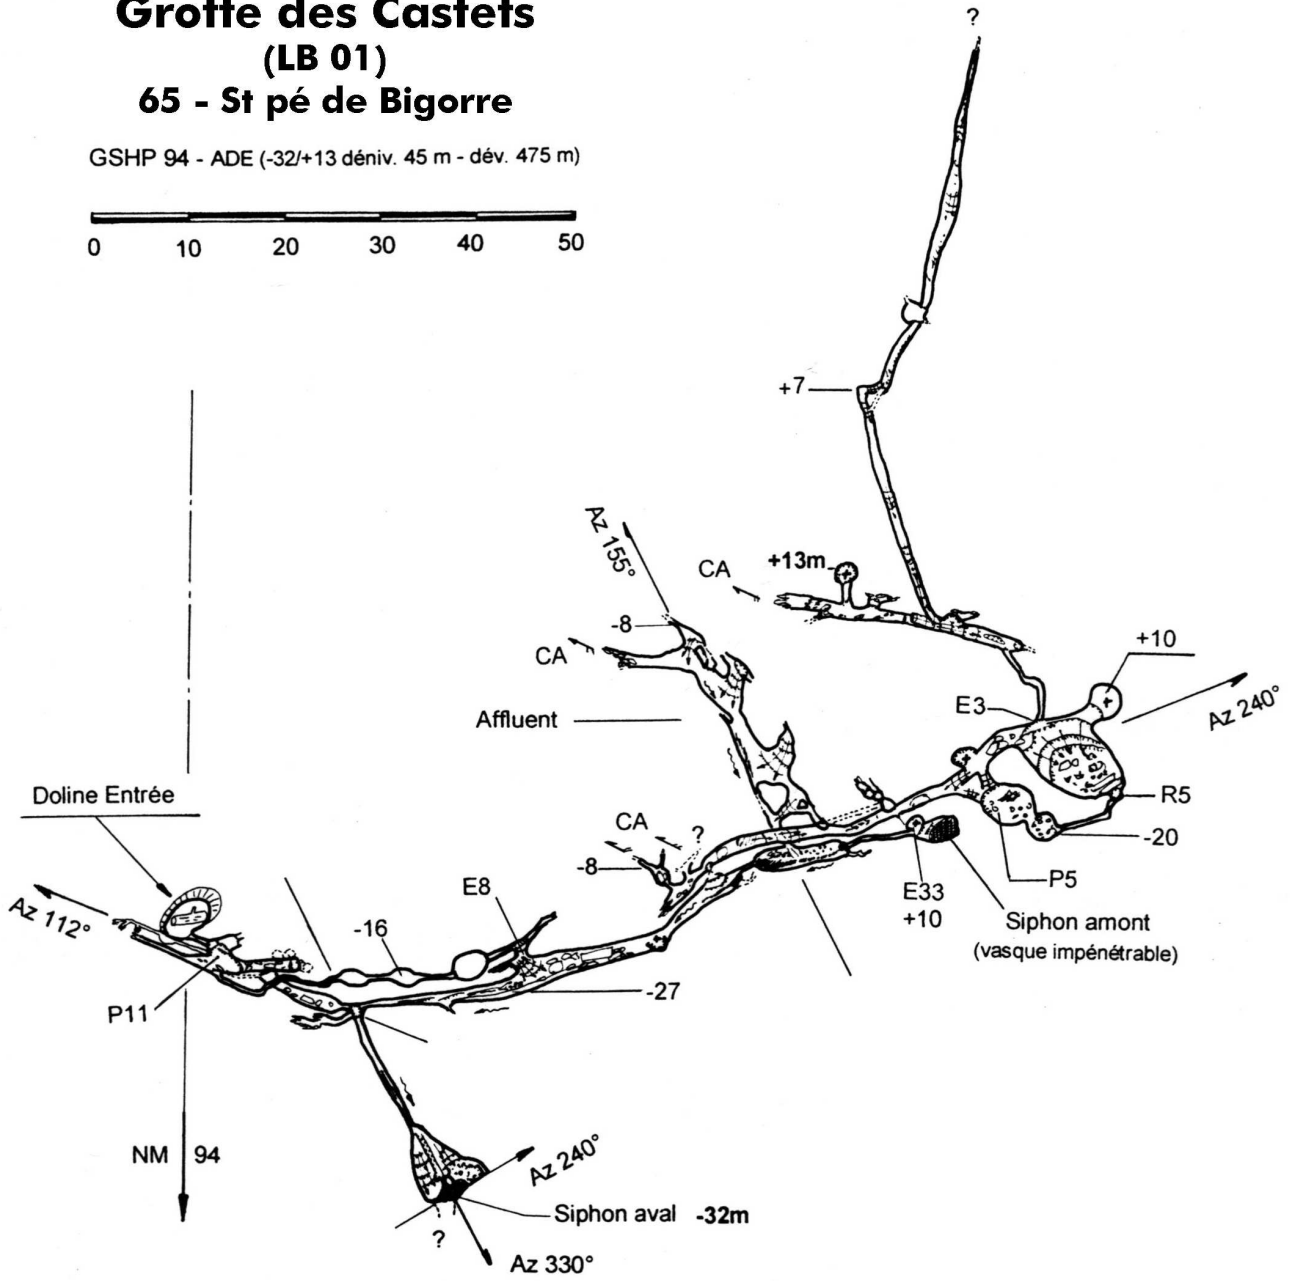 Grotte des Castets
(LB 01)
65 - St pé de Bigorre
GSHP 94 - ADE (-32/+13 déniv. 45 m - dév. 475 m)
0 10 20 30 40 50
?
+7
Az 155°
CA
+13m
-8
CA
+10
Affluent
E3
Az 240°
Doline Entrée
R5
CA
?
-20
-8
P5
E8
E33
+10
Az 112°
-16
Siphon amont
(vasque impénétrable)
-27
P11
NM 94
Az 240°
Siphon aval -32m
?
Az 330°